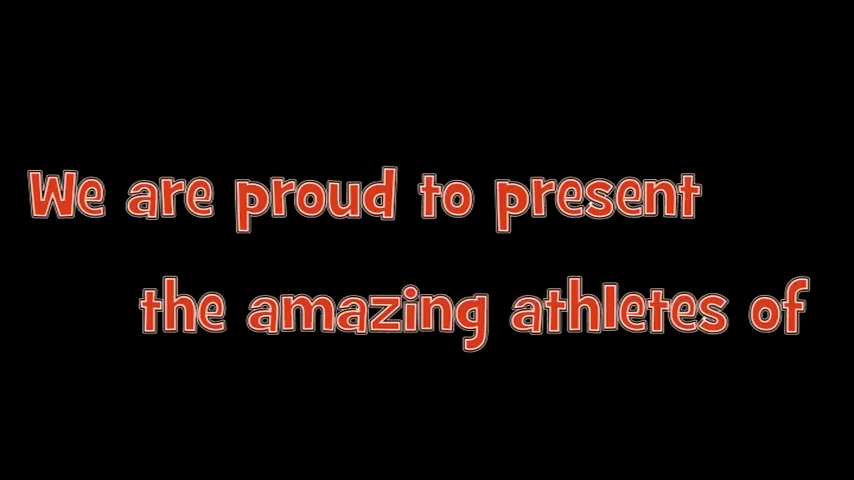 We are proud to present
the amazing athletes of